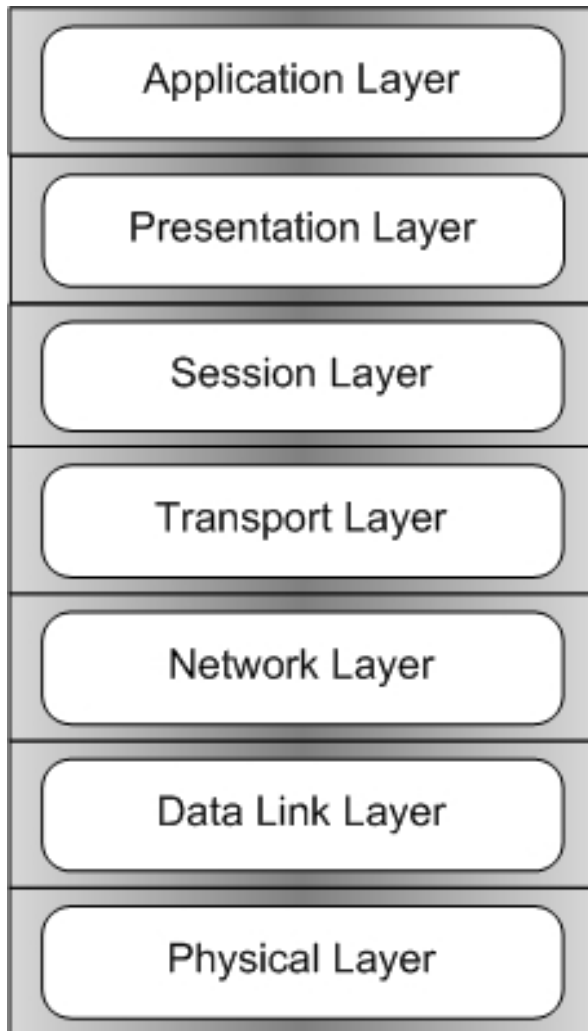 Application Layer
Presentation Layer
Session Layer
Transport Layer
Network Layer
Data Link Layer
Physical Layer